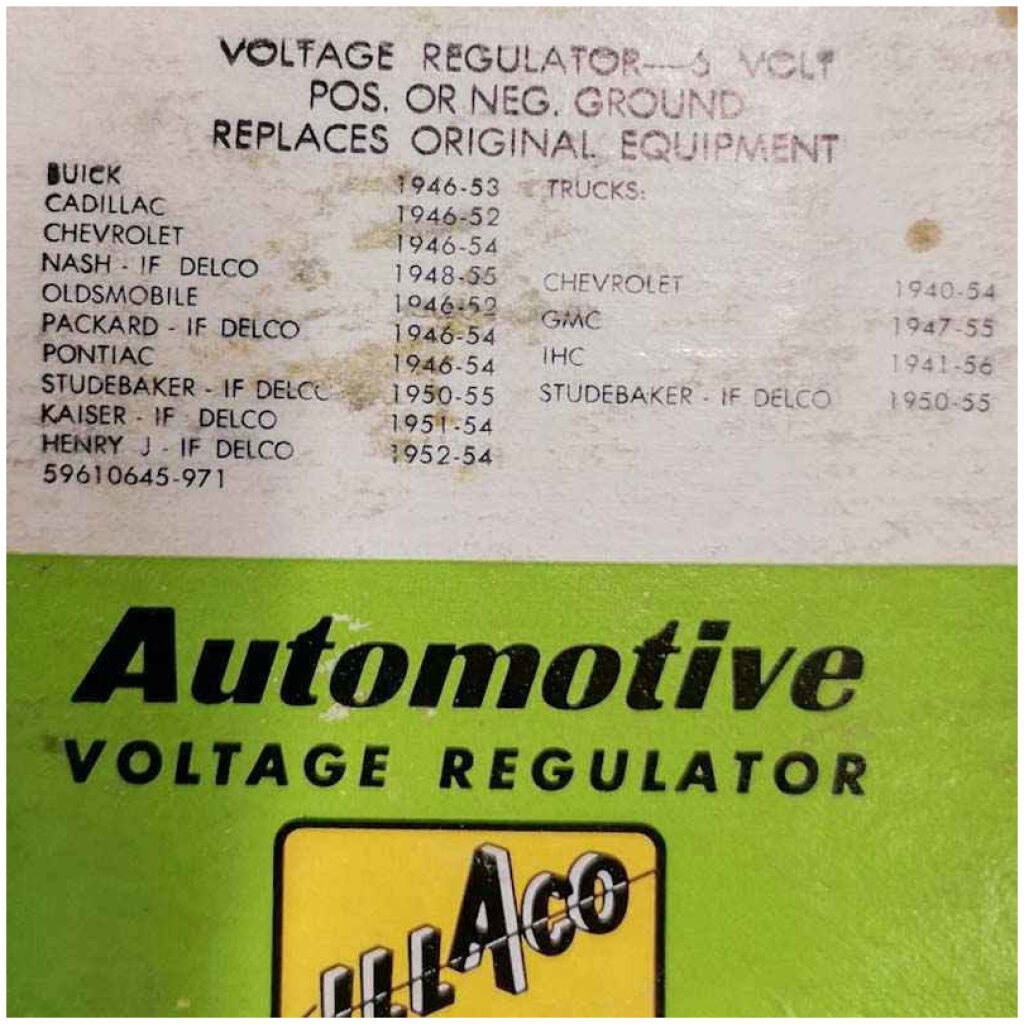 VOLTAGE REGULATOR—6 VOLT
POS. OR NEG. GROUND
REPLACES ORIGINAL EQUIPMENT
BUICK 1946-53
CADILLAC 1946-52
CHEVROLET 1946-54
NASH - IF DELCO 1948-55
OLDSMOBILE 1946-52
PACKARD - IF DELCO 1946-54
PONTIAC 1946-54
STUDEBAKER - IF DELCO 1950-55
KAISER - IF DELCO 1951-54
HENRY J - IF DELCO 1952-54
59610645-971
TRUCKS:
CHEVROLET 1940-54
GMC 1947-55
IHC 1941-56
STUDEBAKER - IF DELCO 1950-55
Automotive
VOLTAGE REGULATOR